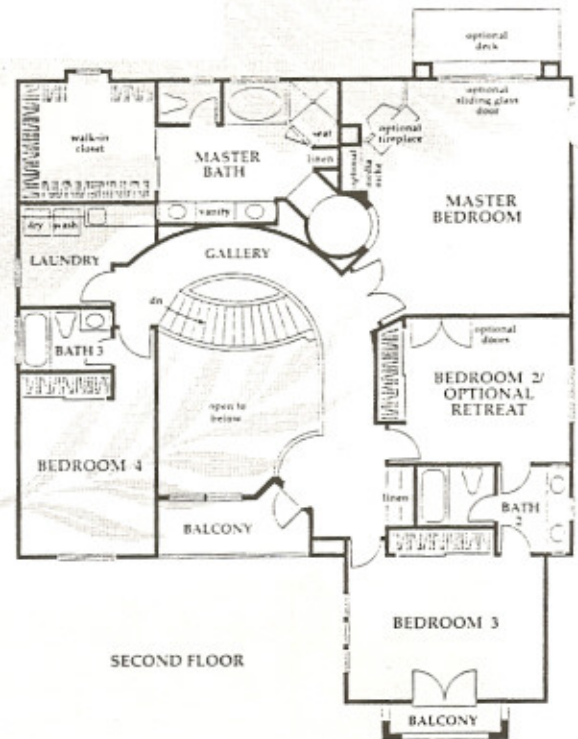 optional
deck
optional
sliding glass
door
walk-in
closet
seat
optional
fireplace
MASTER
BATH
linen
optional
media
niche
MASTER
BEDROOM
dry
wash
vanity
LAUNDRY
GALLERY
dn
optional
doors
BATH 3
BEDROOM 2/
OPTIONAL
RETREAT
open to
below
BEDROOM 4
linen
BATH
2
BALCONY
BEDROOM 3
SECOND FLOOR
BALCONY